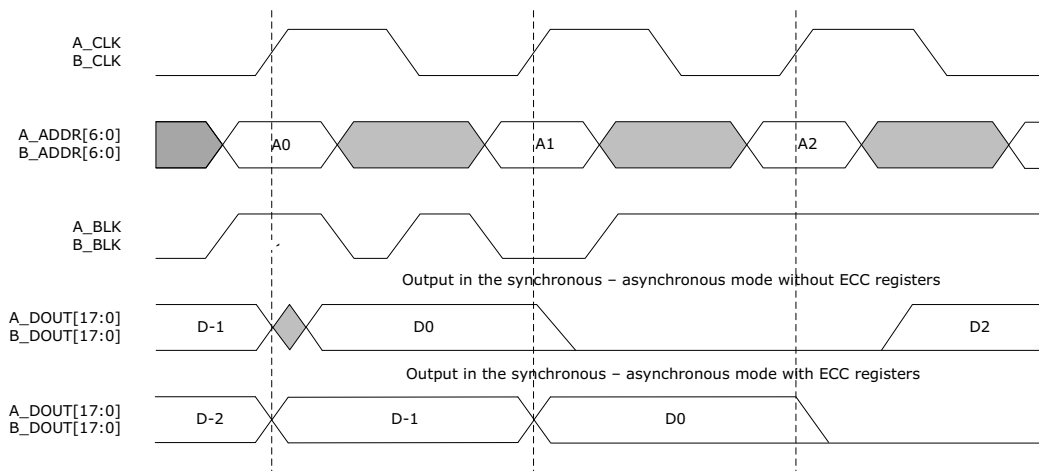 A_CLK
B_CLK
A_ADDR[6:0]
B_ADDR[6:0]
A0
A1
A2
A_BLK
B_BLK
Output in the synchronous – asynchronous mode without ECC registers
A_DOUT[17:0]
B_DOUT[17:0]
D-1
D0
D2
Output in the synchronous – asynchronous mode with ECC registers
A_DOUT[17:0]
B_DOUT[17:0]
D-2
D-1
D0